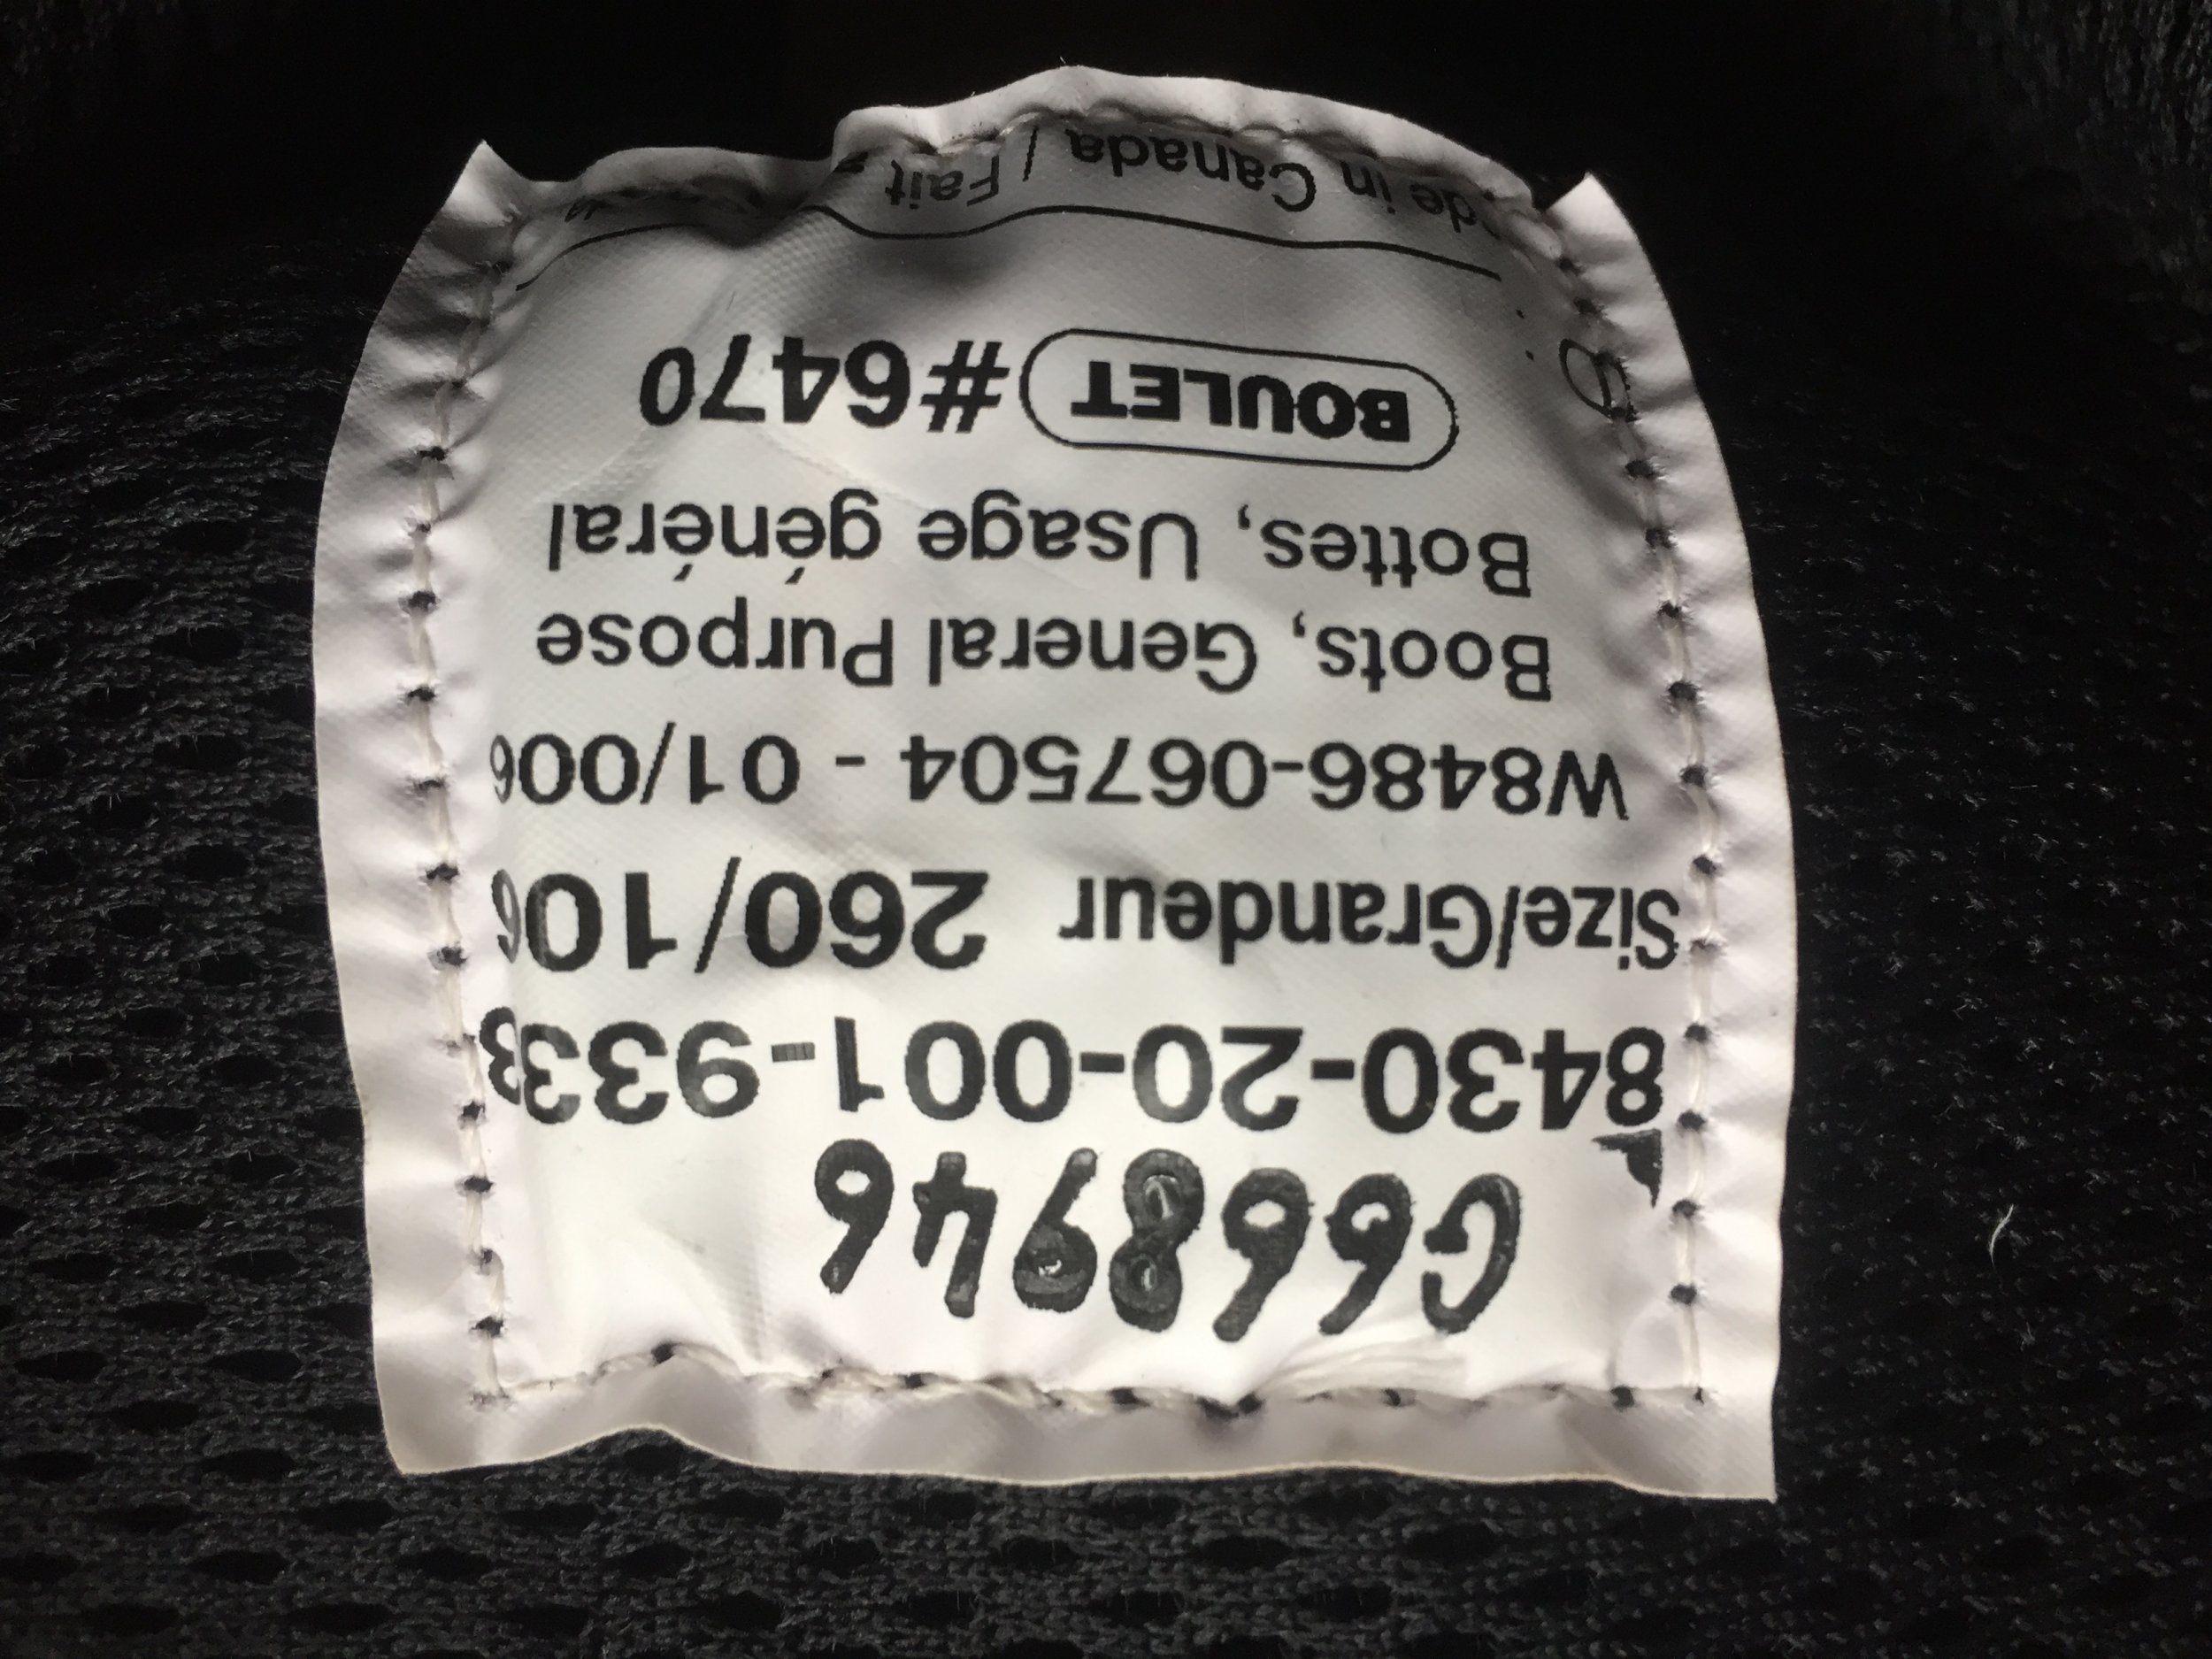 G668946
8430-20-001-9333
Size/Grandeur 260/106
W8486-067504 - 01/006
Boots, General Purpose
Bottes, Usage général
BOULET #6470
de in Canada / Fait